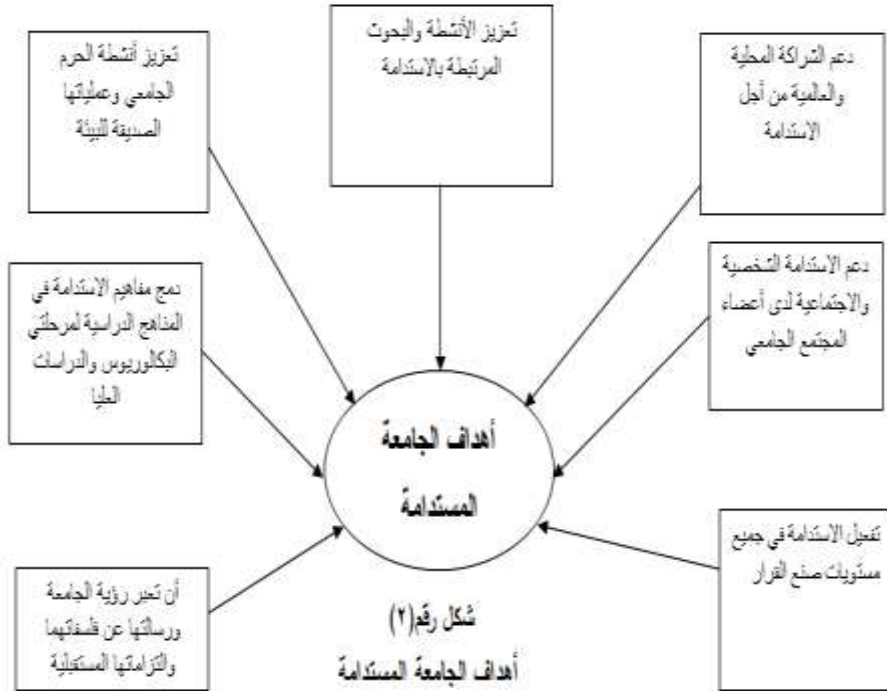 تعزيز الأنشطة والبحوث
المرتبطة بالاستدامة
دعم الشراكة المحلية
والعالمية من أجل
الاستدامة
دعم الاستدامة الشخصية
والاجتماعية لدى أعضاء
المجتمع الجامعي
تفعيل الاستدامة في جميع
مستويات صنع القرار
تعزيز أنشطة الحرم
الجامعي وعملياتها
الصديقة للبيئة
دمج مفاهيم الاستدامة في
المناهج الدراسية لمرحلتي
البكالوريوس والدراسات
العليا
أن تعبر رؤية الجامعة
ورسالتها عن فلسفاتهما
والتزاماتها المستقبلية
أهداف الجامعة
المستدامة
شكل رقم(٢)
أهداف الجامعة المستدامة